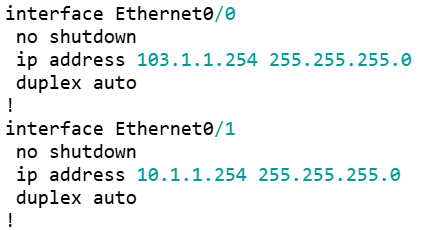 interface Ethernet0/0
 no shutdown
 ip address 103.1.1.254 255.255.255.0
 duplex auto
!
interface Ethernet0/1
 no shutdown
 ip address 10.1.1.254 255.255.255.0
 duplex auto
!